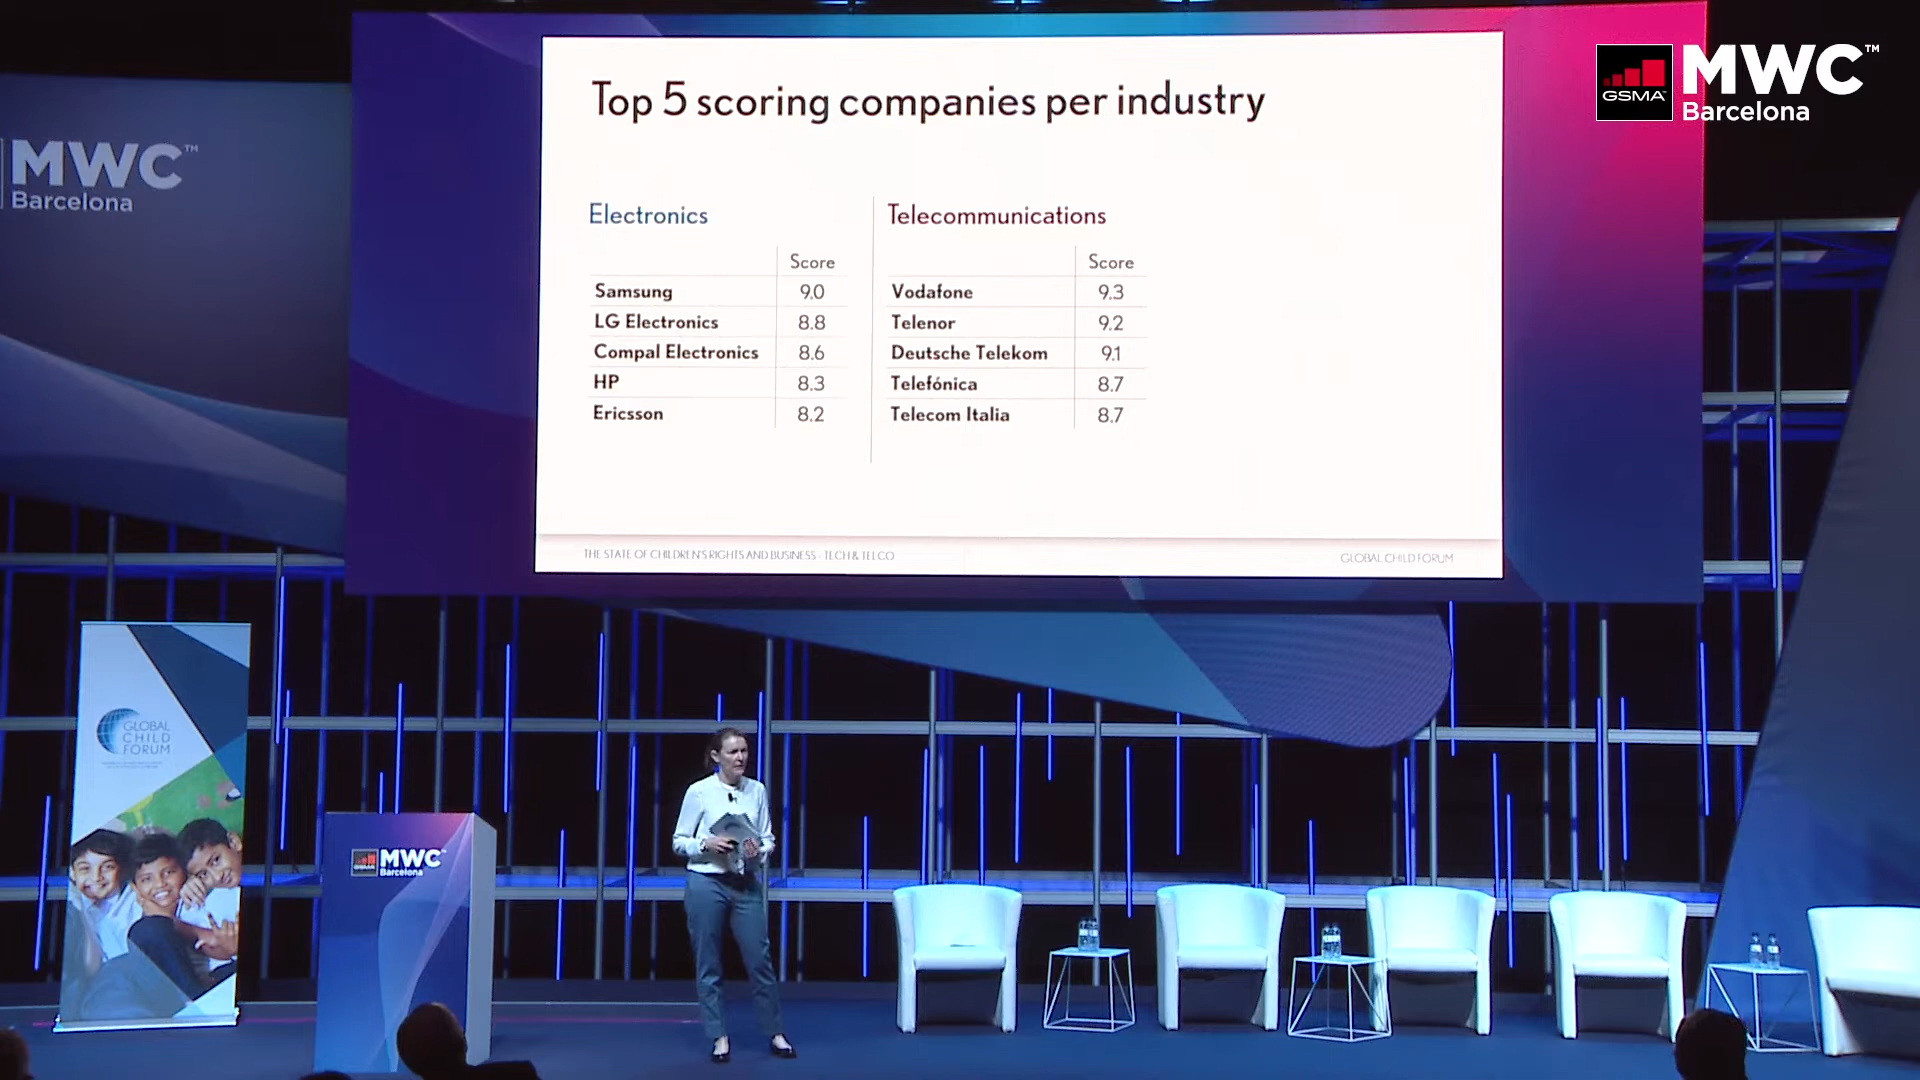 GSMA
MWC™
Barcelona
MWC™
Barcelona
Top 5 scoring companies per industry
Electronics
Score
Samsung 9.0
LG Electronics 8.8
Compal Electronics 8.6
HP 8.3
Ericsson 8.2
Telecommunications
Score
Vodafone 9.3
Telenor 9.2
Deutsche Telekom 9.1
Telefónica 8.7
Telecom Italia 8.7
THE STATE OF CHILDREN'S RIGHTS AND BUSINESS - TECH & TELCO
GLOBAL CHILD FORUM
GLOBAL
CHILD
FORUM
GSMA
MWC
Barcelona